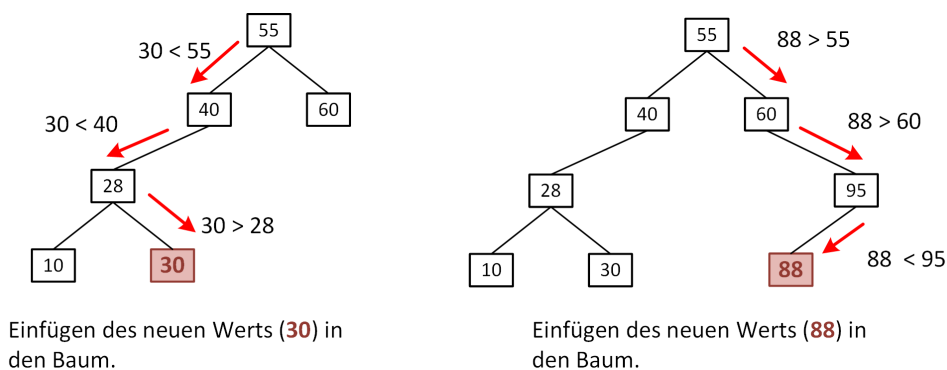 55
30 < 55
40
60
30 < 40
28
30 > 28
10
30
Einfügen des neuen Werts (30) in
den Baum.
55
88 > 55
40
60
88 > 60
28
95
88 < 95
10
30
88
Einfügen des neuen Werts (88) in
den Baum.